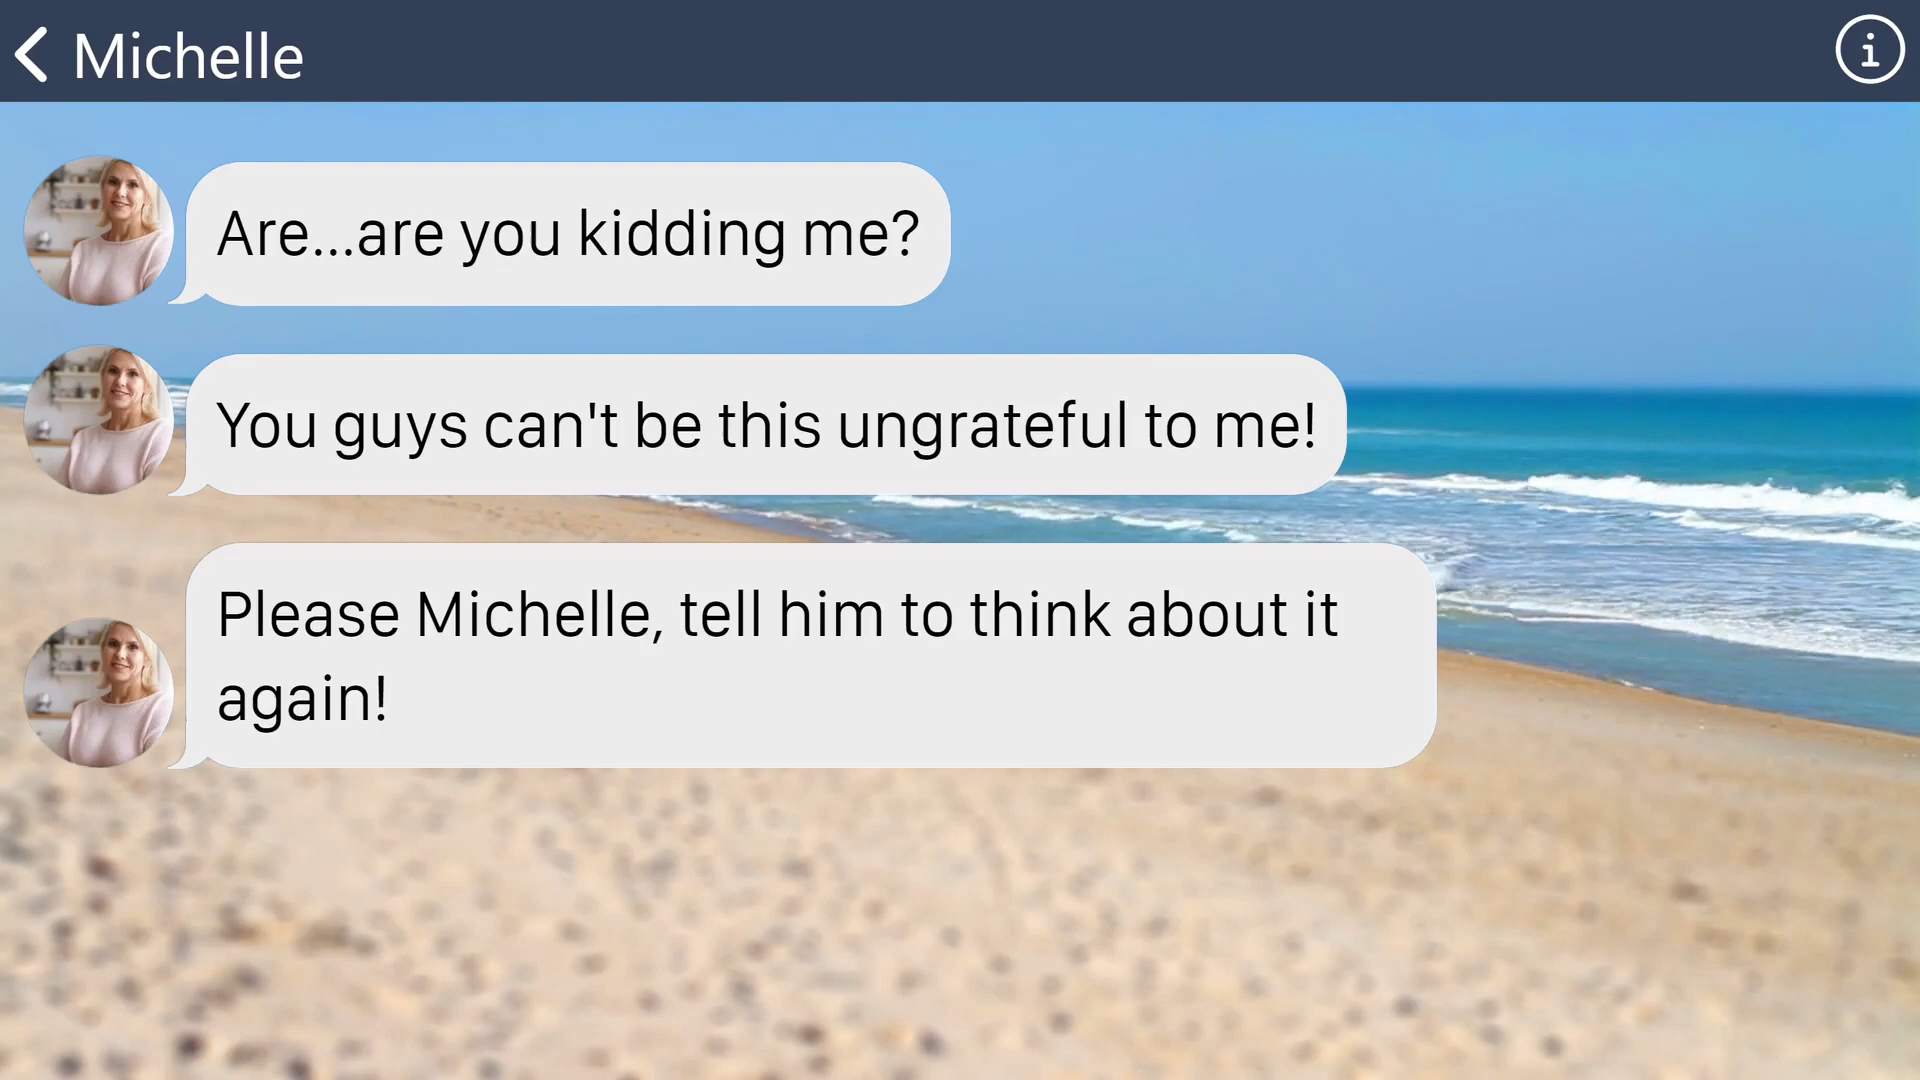 Michelle
Are...are you kidding me?
You guys can't be this ungrateful to me!
Please Michelle, tell him to think about it
again!